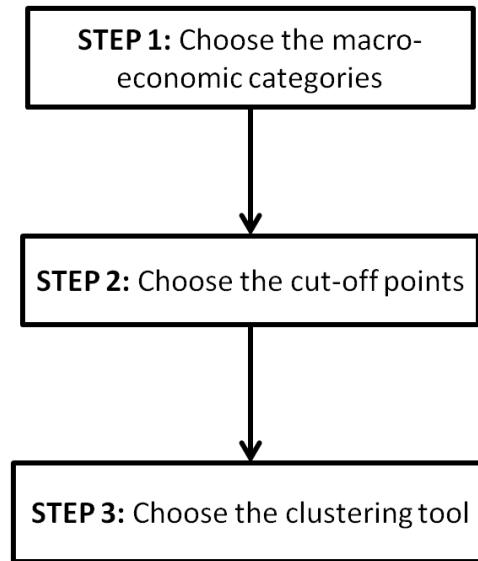 STEP 1: Choose the macro-
economic categories
STEP 2: Choose the cut-off points
STEP 3: Choose the clustering tool